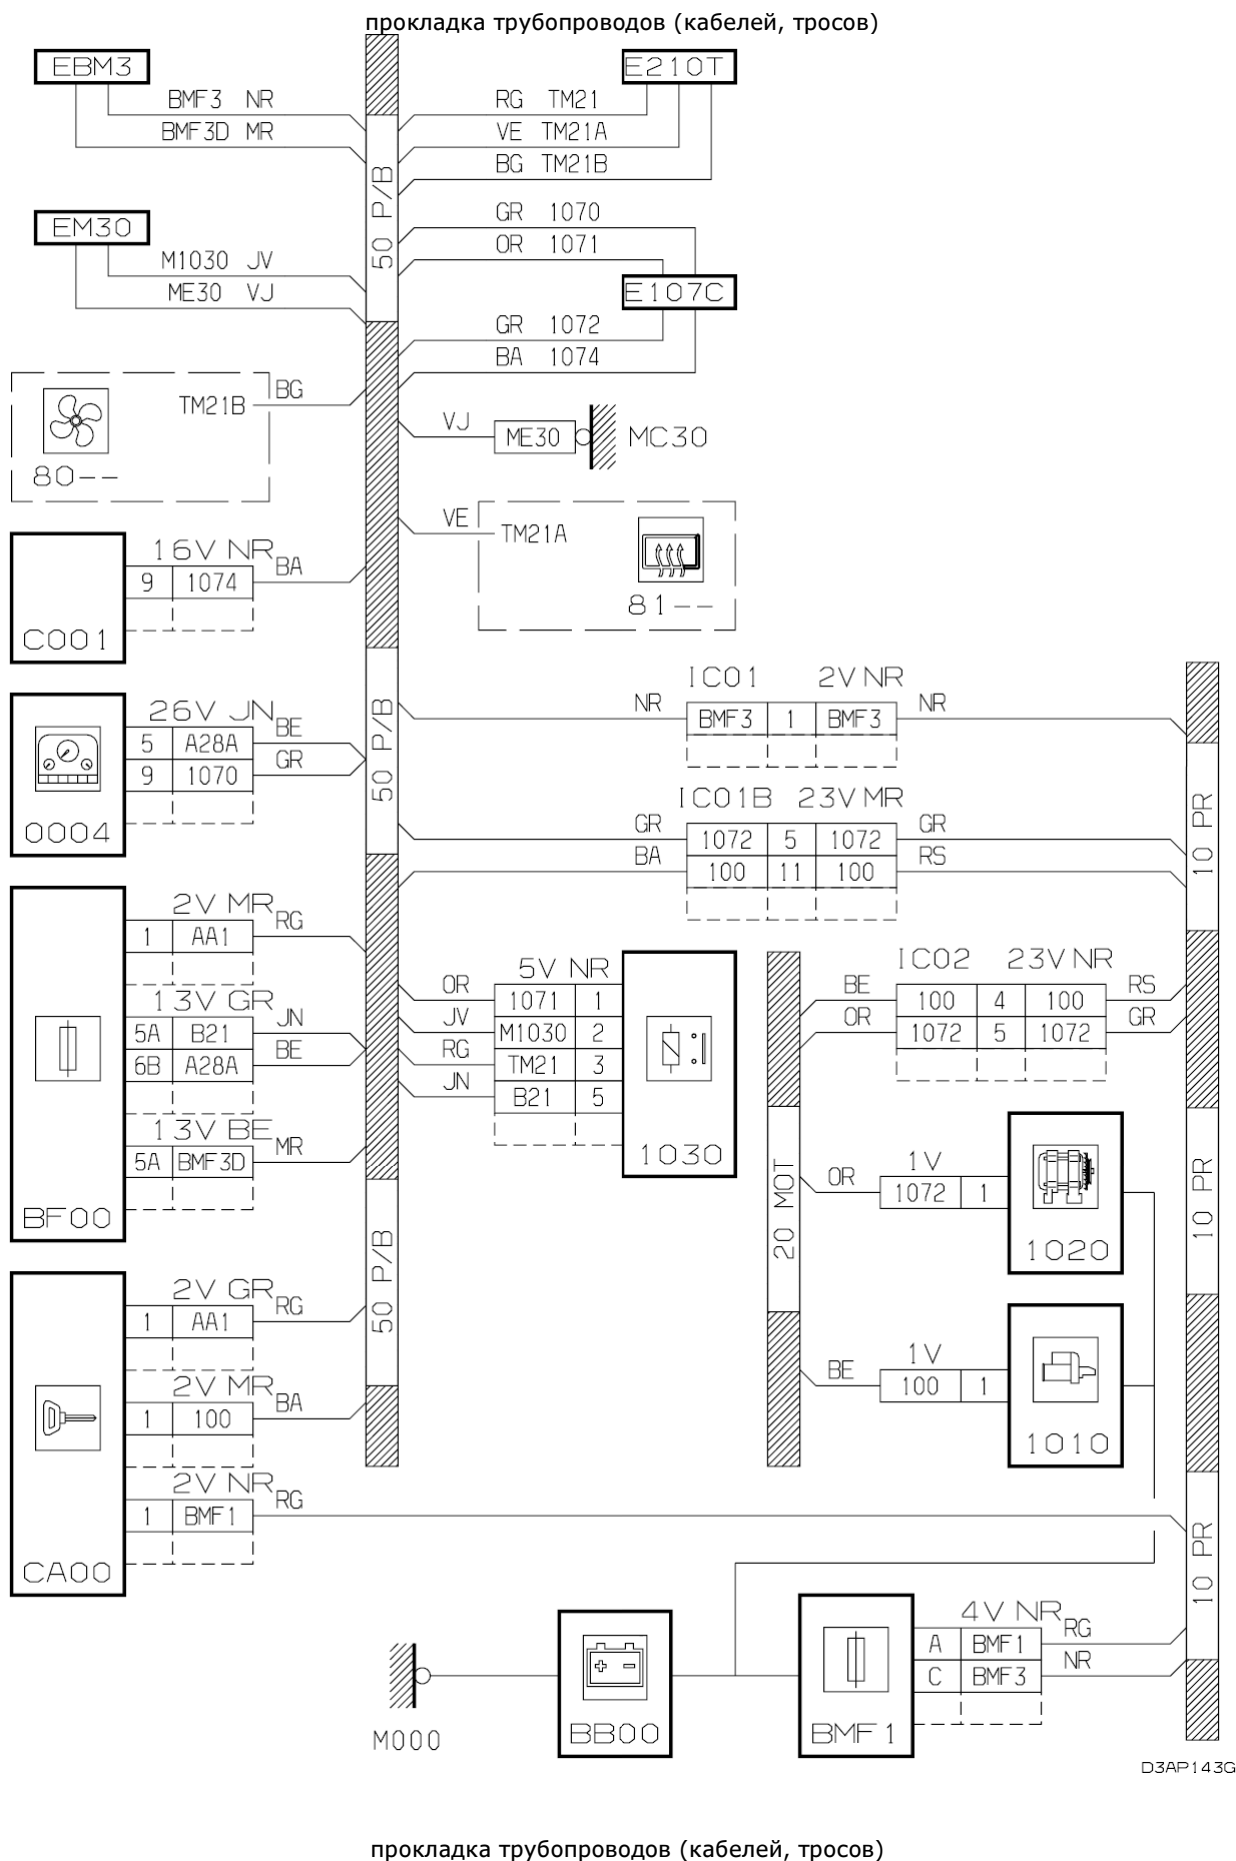 прокладка трубопроводов (кабелей, тросов)
EBM3
BMF3 NR
BMF3D MR
E210T
RG TM21
VE TM21A
BG TM21B
50 P/B
GR 1070
OR 1071
EM30
M1030 JV
ME30 VJ
E107C
GR 1072
BA 1074
TM21B
BG
80--
VJ
ME30
MC30
VE
TM21A
81--
16V NR
BA
9 1074
C001
26V JN
BE
5 A28A
GR
9 1070
0004
50 P/B
IC01 2V NR
NR
BMF3 1 BMF3
NR
IC01B 23V MR
GR
1072 5 1072
GR
BA
100 11 100
RS
10 PR
2V MR
RG
1 AA1
13V GR
JN
5A B21
BE
6B A28A
13V BE
MR
5A BMF3D
BF00
5V NR
OR
1071 1
JV
M1030 2
RG
TM21 3
JN
B21 5
1030
IC02 23V NR
BE
100 4 100
RS
OR
1072 5 1072
GR
20 MOT
OR
1V
1072 1
1020
10 PR
50 P/B
2V GR
RG
1 AA1
2V MR
BA
1 100
2V NR
RG
1 BMF1
CA00
BE
1V
100 1
1010
10 PR
M000
BB00
BMF1
4V NR
RG
A BMF1
NR
C BMF3
D3AP143G
прокладка трубопроводов (кабелей, тросов)